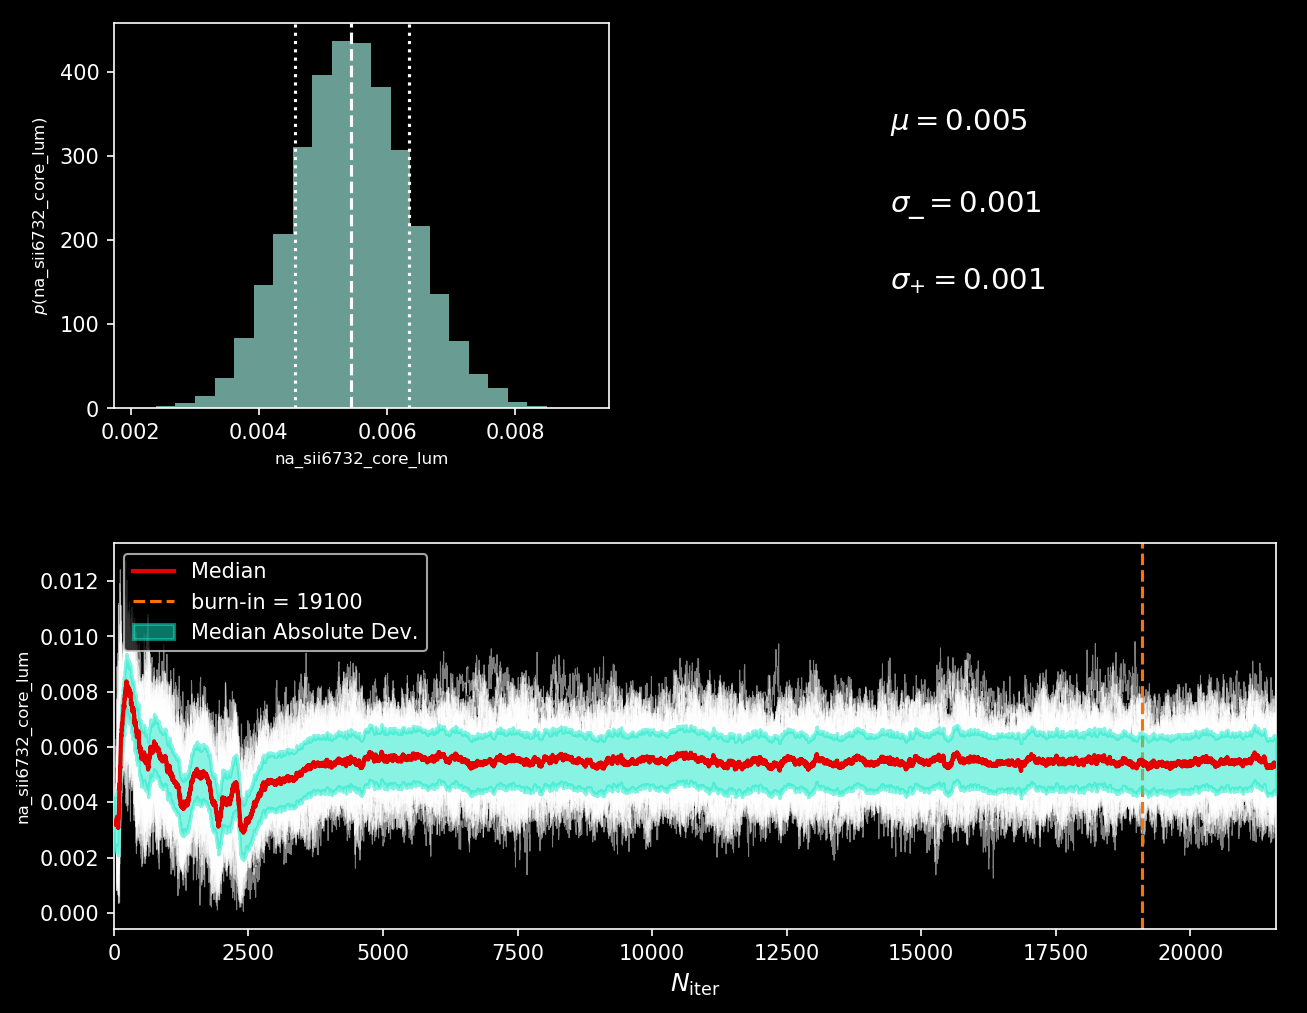 400
300
200
100
0
p(na_sii6732_core_lum)
0.002 0.004 0.006 0.008
na_sii6732_core_lum
μ = 0.005
σ₋ = 0.001
σ₊ = 0.001
0.012
0.010
0.008
0.006
0.004
0.002
0.000
na_sii6732_core_lum
Median
burn-in = 19100
Median Absolute Dev.
0 2500 5000 7500 10000 12500 15000 17500 20000
N_iter